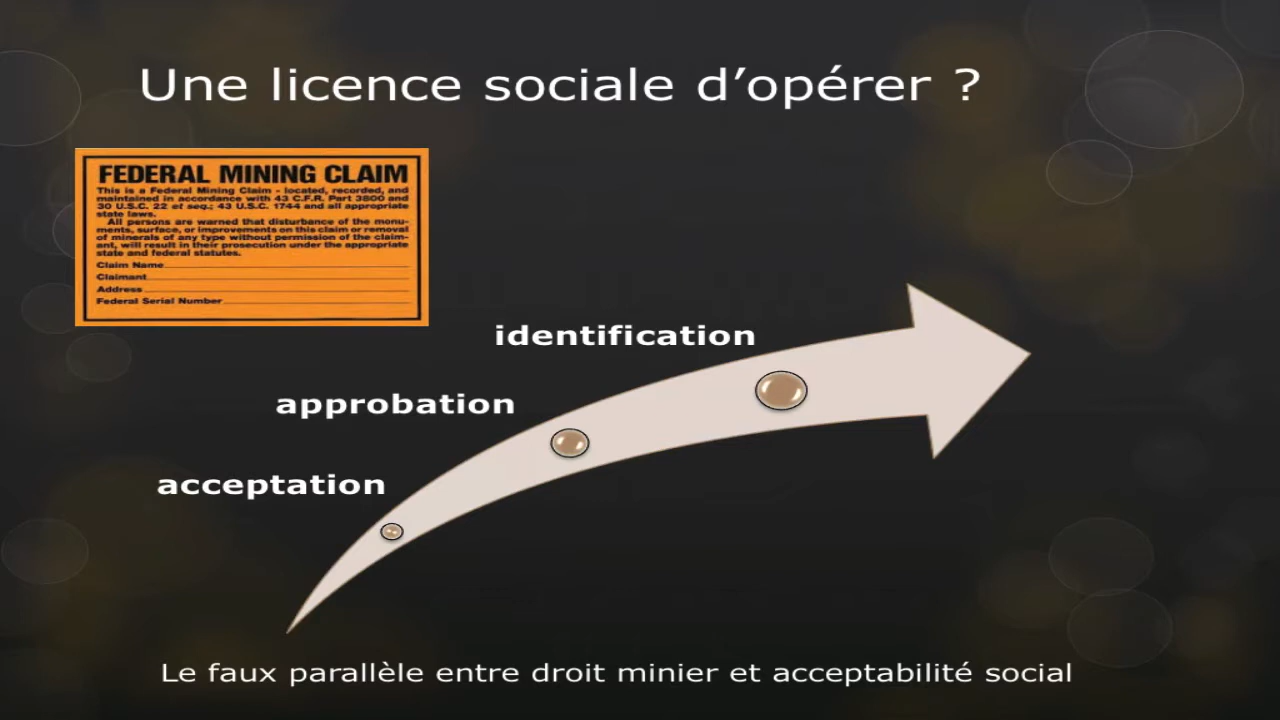 Une licence sociale d’opérer ?
FEDERAL MINING CLAIM
This is a Federal Mining Claim - located, recorded, and
maintained in accordance with 43 C.F.R. Part 3800 and
30 U.S.C. 22 et seq.; 43 U.S.C. 1744 and all appropriate
state laws.
All persons are warned that disturbance of the monu-
ments, surface, or improvements on this claim or removal
of minerals of any type without permission of the claim-
ant, will result in their prosecution under the appropriate
state and federal statutes.
Claim Name
Claimant
Address
Federal Serial Number
identification
approbation
acceptation
Le faux parallèle entre droit minier et acceptabilité social